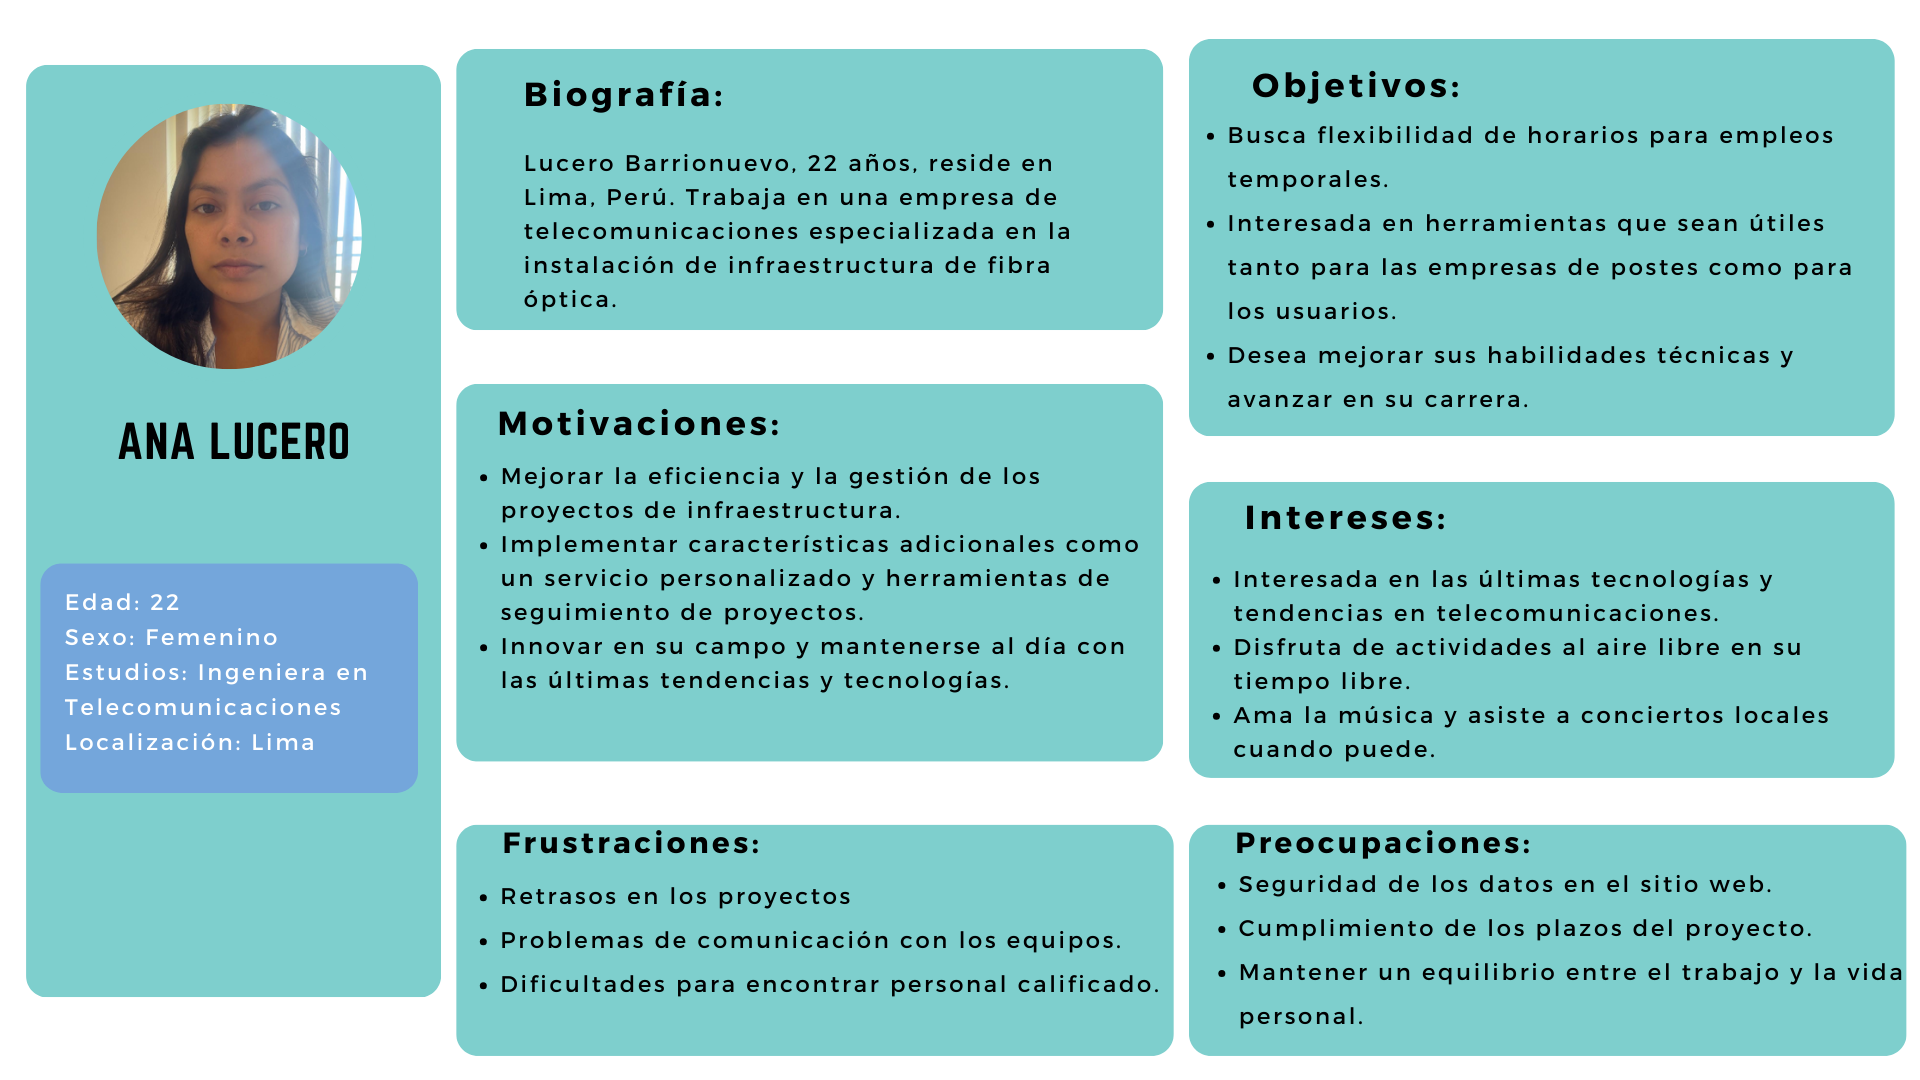 ANA LUCERO
Edad: 22
Sexo: Femenino
Estudios: Ingeniera en
Telecomunicaciones
Localización: Lima
Biografía:
Lucero Barrionuevo, 22 años, reside en
Lima, Perú. Trabaja en una empresa de
telecomunicaciones especializada en la
instalación de infraestructura de fibra
óptica.
Motivaciones:
• Mejorar la eficiencia y la gestión de los
proyectos de infraestructura.
• Implementar características adicionales como
un servicio personalizado y herramientas de
seguimiento de proyectos.
• Innovar en su campo y mantenerse al día con
las últimas tendencias y tecnologías.
Frustraciones:
• Retrasos en los proyectos
• Problemas de comunicación con los equipos.
• Dificultades para encontrar personal calificado.
Objetivos:
• Busca flexibilidad de horarios para empleos
temporales.
• Interesada en herramientas que sean útiles
tanto para las empresas de postes como para
los usuarios.
• Desea mejorar sus habilidades técnicas y
avanzar en su carrera.
Intereses:
• Interesada en las últimas tecnologías y
tendencias en telecomunicaciones.
• Disfruta de actividades al aire libre en su
tiempo libre.
• Ama la música y asiste a conciertos locales
cuando puede.
Preocupaciones:
• Seguridad de los datos en el sitio web.
• Cumplimiento de los plazos del proyecto.
• Mantener un equilibrio entre el trabajo y la vida
personal.